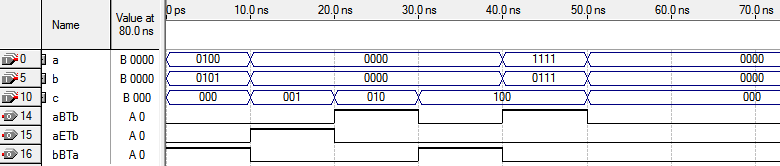 Name Value at 80.0 ns 0 ps 10.0 ns 20.0 ns 30.0 ns 40.0 ns 50.0 ns 60.0 ns 70.0 ns
0 a B 0000 0100 0000 1111 0000
5 b B 0000 0101 0000 0111 0000
10 c B 000 000 001 010 100 000
14 aBTb A 0
15 aETb A 0
16 bBTa A 0